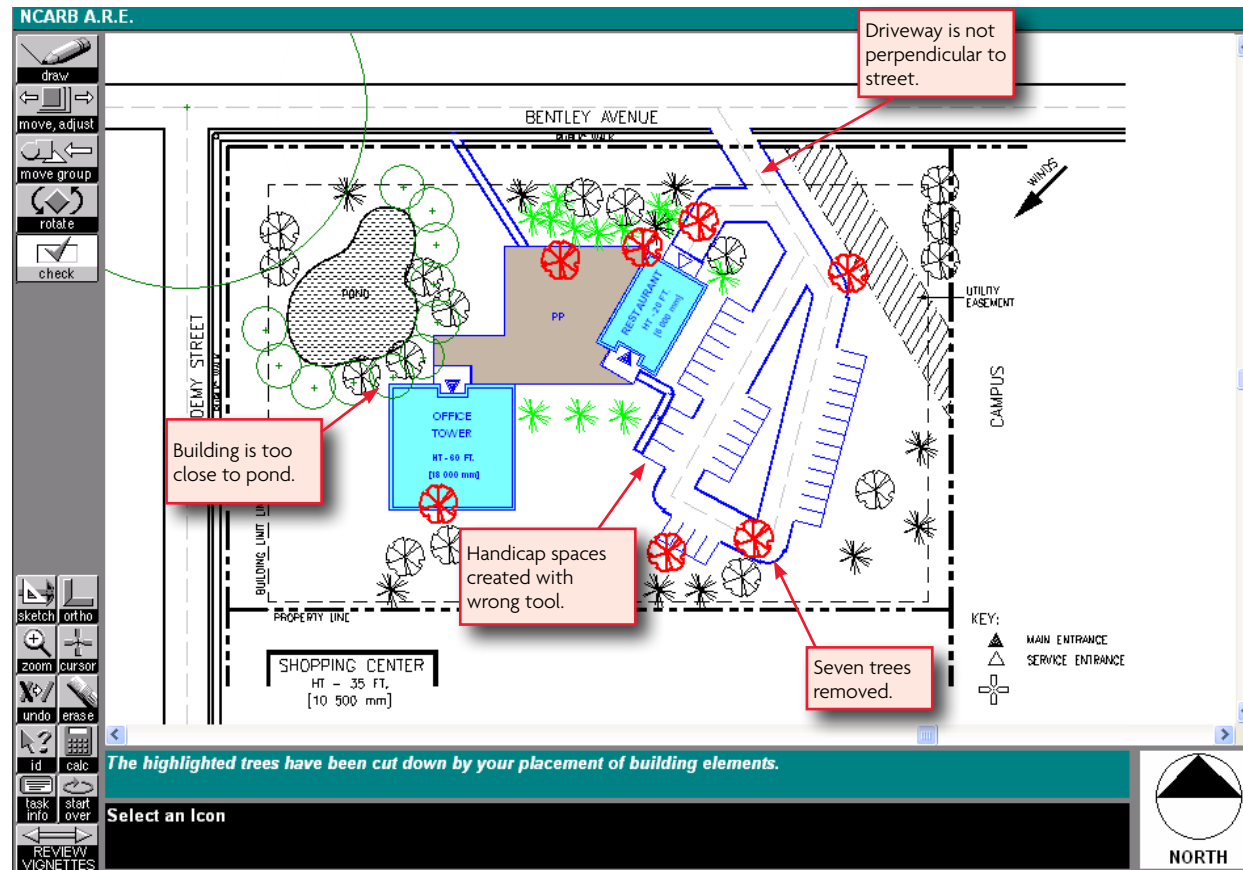 NCARB A.R.E.
draw
move, adjust
move group
rotate
check
sketch
ortho
zoom
cursor
undo
erase
id
calc
task
info
start
over
REVIEW
VIGNETTES
Driveway is not
perpendicular to
street.
BENTLEY AVENUE
PUBLIC WALK
WINDS
UTILITY
EASEMENT
CAMPUS
POND
PP
RESTAURANT
HT - 20 FT.
[6 000 mm]
DEMY STREET
PUBLIC WALK
OFFICE
TOWER
HT - 60 FT.
[18 000 mm]
Building is too
close to pond.
BUILDING LIMIT LIN
Handicap spaces
created with
wrong tool.
PROPERTY LINE
Seven trees
removed.
SHOPPING CENTER
HT - 35 FT,
[10 500 mm]
KEY:
MAIN ENTRANCE
SERVICE ENTRANCE
The highlighted trees have been cut down by your placement of building elements.
Select an Icon
NORTH